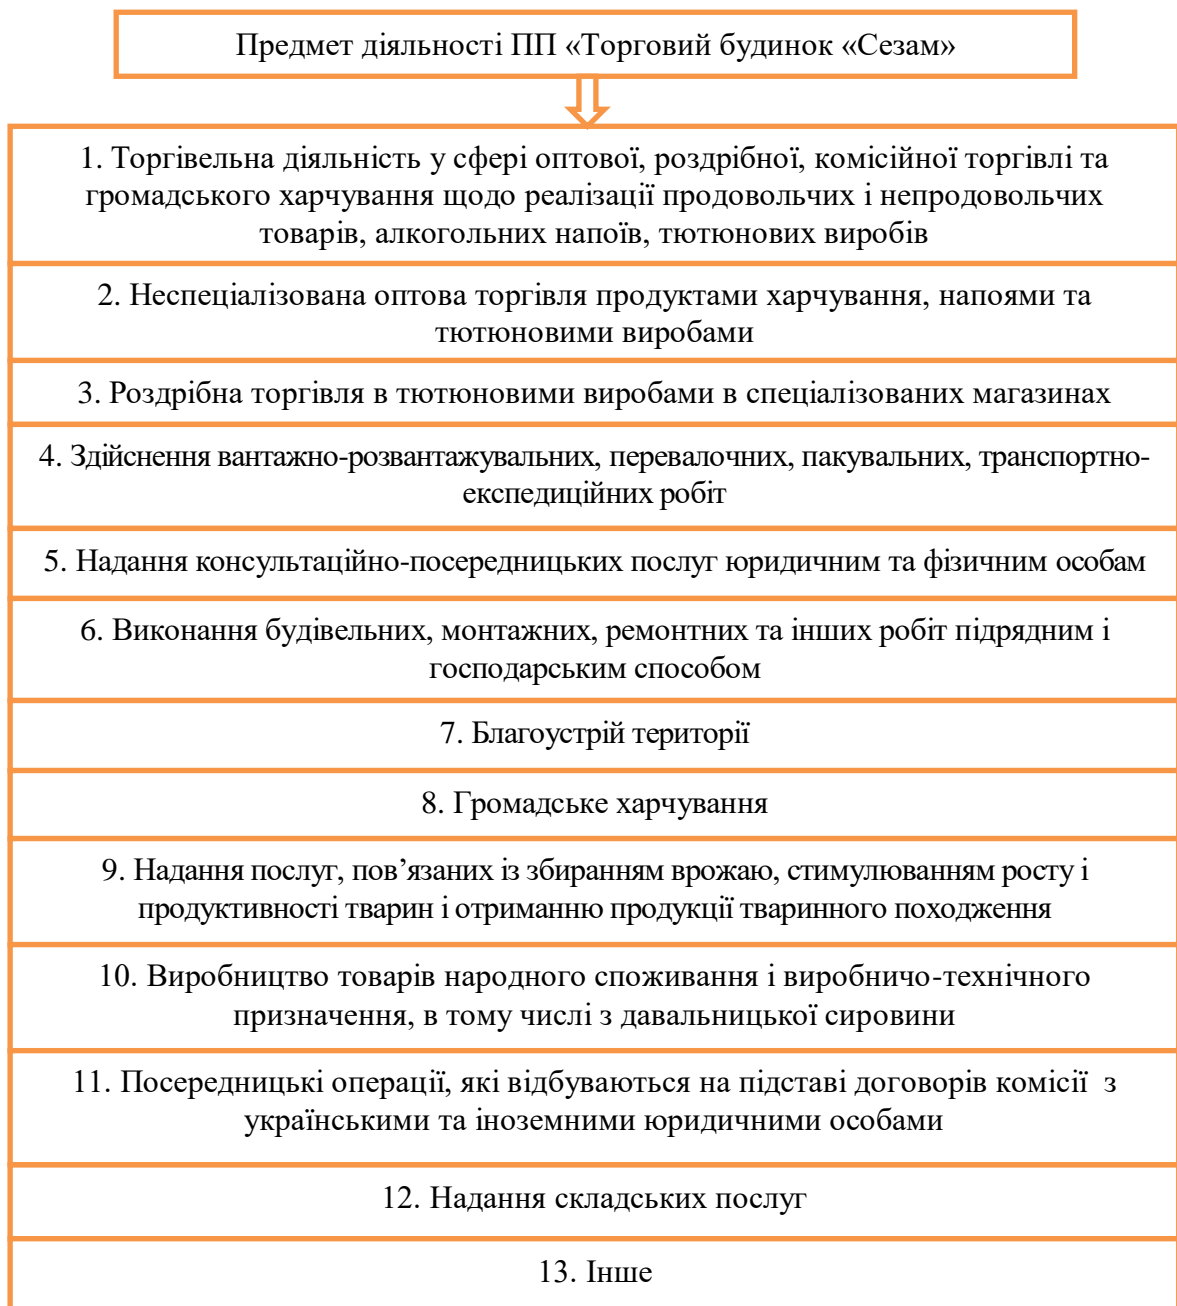 Предмет діяльності ПП «Торговий будинок «Сезам»
1. Торгівельна діяльність у сфері оптової, роздрібної, комісійної торгівлі та
громадського харчування щодо реалізації продовольчих і непродовольчих
товарів, алкогольних напоїв, тютюнових виробів
2. Неспеціалізована оптова торгівля продуктами харчування, напоями та
тютюновими виробами
3. Роздрібна торгівля в тютюновими виробами в спеціалізованих магазинах
4. Здійснення вантажно-розвантажувальних, перевалочних, пакувальних, транспортно-
експедиційних робіт
5. Надання консультаційно-посередницьких послуг юридичним та фізичним особам
6. Виконання будівельних, монтажних, ремонтних та інших робіт підрядним і
господарським способом
7. Благоустрій території
8. Громадське харчування
9. Надання послуг, пов’язаних із збиранням врожаю, стимулюванням росту і
продуктивності тварин і отриманню продукції тваринного походження
10. Виробництво товарів народного споживання і виробничо-технічного
призначення, в тому числі з давальницької сировини
11. Посередницькі операції, які відбуваються на підставі договорів комісії з
українськими та іноземними юридичними особами
12. Надання складських послуг
13. Інше